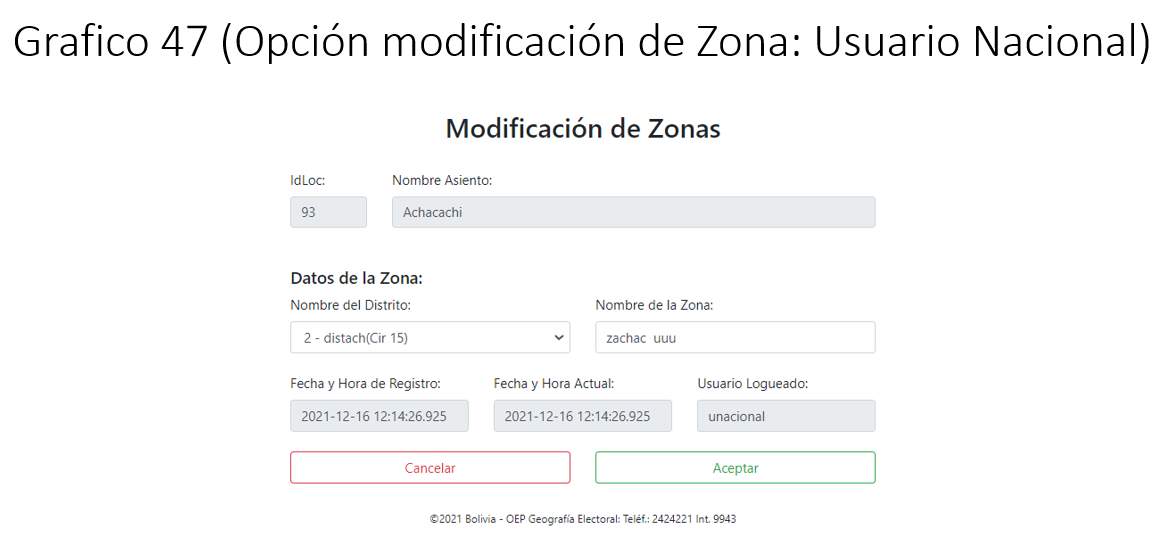 Grafico 47 (Opción modificación de Zona: Usuario Nacional)
Modificación de Zonas
IdLoc: Nombre Asiento:
93 Achacachi
Datos de la Zona:
Nombre del Distrito: Nombre de la Zona:
2 - distach(Cir 15) zachac  uuu
Fecha y Hora de Registro: Fecha y Hora Actual: Usuario Logueado:
2021-12-16 12:14:26.925 2021-12-16 12:14:26.925 unacional
Cancelar Aceptar
©2021 Bolivia - OEP Geografía Electoral: Teléf.: 2424221 Int. 9943